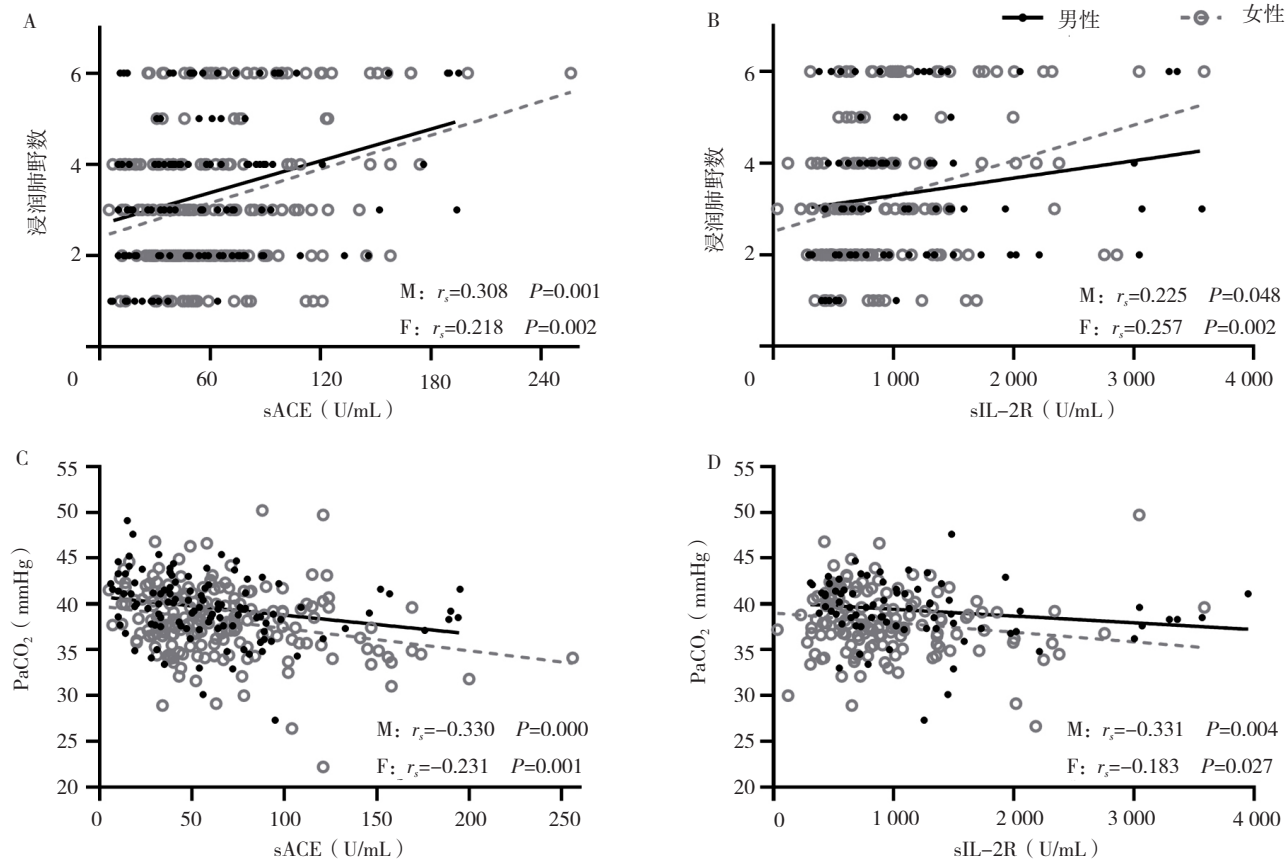 A
浸润肺野数
6
4
2
0
60
120
180
240
sACE（U/mL）
M：rs=0.308 P=0.001
F：rs=0.218 P=0.002
B
男性
女性
浸润肺野数
6
4
2
0
1 000
2 000
3 000
4 000
sIL-2R（U/mL）
M：rs=0.225 P=0.048
F：rs=0.257 P=0.002
C
PaCO2（mmHg）
55
50
45
40
35
30
25
20
0
50
100
150
200
250
sACE（U/mL）
M：rs=-0.330 P=0.000
F：rs=-0.231 P=0.001
D
PaCO2（mmHg）
55
50
45
40
35
30
25
20
0
1 000
2 000
3 000
4 000
sIL-2R（U/mL）
M：rs=-0.331 P=0.004
F：rs=-0.183 P=0.027